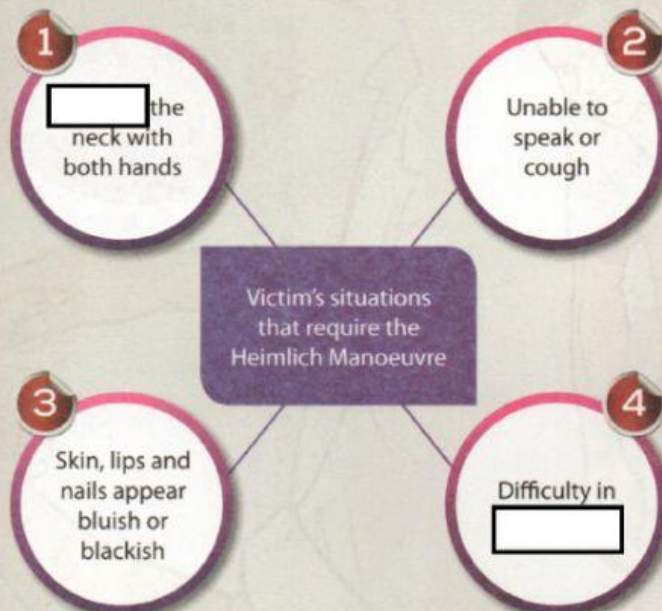 1
the
neck with
both hands
2
Unable to
speak or
cough
Victim's situations
that require the
Heimlich Manoeuvre
3
Skin, lips and
nails appear
bluish or
blackish
4
Difficulty in